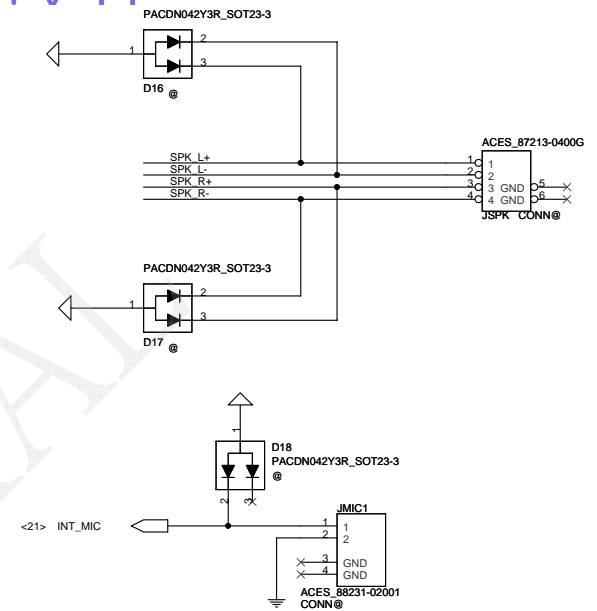 PACDN042Y3R_SOT23-3
1
2
3
D16 @
ACES_87213-0400G
SPK_L+ 1 1
SPK_L- 2 2
SPK_R+ 3 3 GND 5
SPK_R- 4 4 GND 6
JSPK CONN@
PACDN042Y3R_SOT23-3
1
2
3
D17 @
1
D18
PACDN042Y3R_SOT23-3
@
2 3
JMIC1
<21> INT_MIC 1 1
2 2
3 GND
4 GND
ACES_88231-02001
CONN@